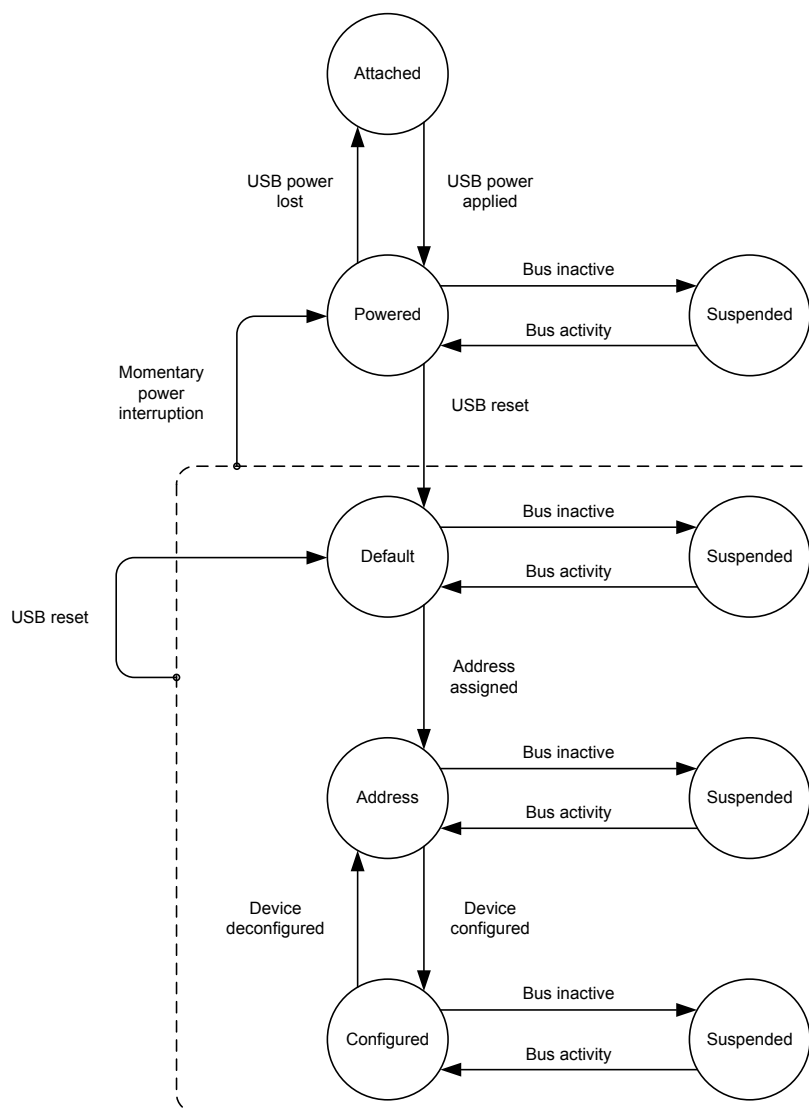 Attached
USB power
lost
USB power
applied
Bus inactive
Powered
Suspended
Bus activity
Momentary
power
interruption
USB reset
Bus inactive
Default
Suspended
Bus activity
USB reset
Address
assigned
Bus inactive
Address
Suspended
Bus activity
Device
deconfigured
Device
configured
Bus inactive
Configured
Suspended
Bus activity